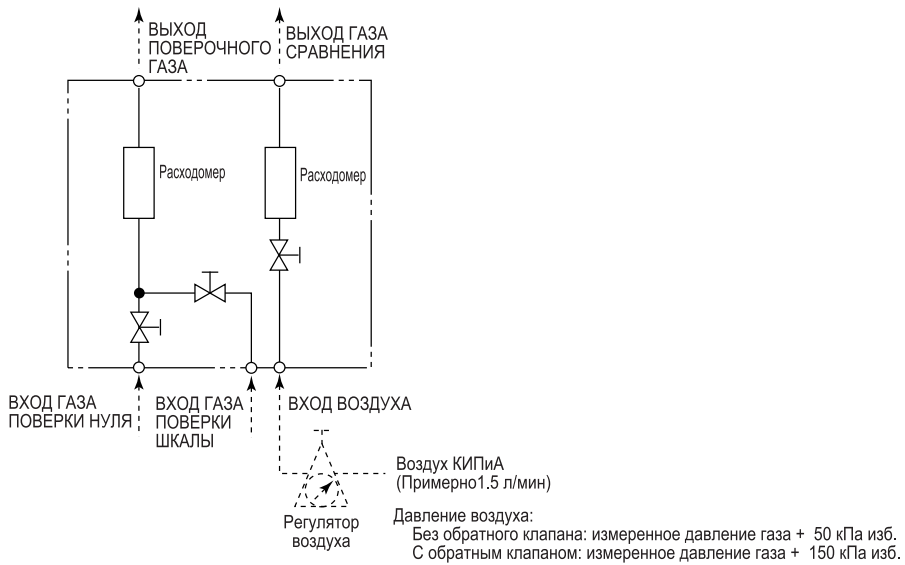 ВЫХОД
ПОВЕРОЧНОГО
ГАЗА
ВЫХОД ГАЗА
СРАВНЕНИЯ
Расходомер
Расходомер
ВХОД ГАЗА
ПОВЕРКИ НУЛЯ
ВХОД ГАЗА
ПОВЕРКИ
ШКАЛЫ
ВХОД ВОЗДУХА
Воздух КИПиА
(Примерно1.5 л/мин)
Регулятор
воздуха
Давление воздуха:
Без обратного клапана: измеренное давление газа + 50 кПа изб.
С обратным клапаном: измеренное давление газа + 150 кПа изб.